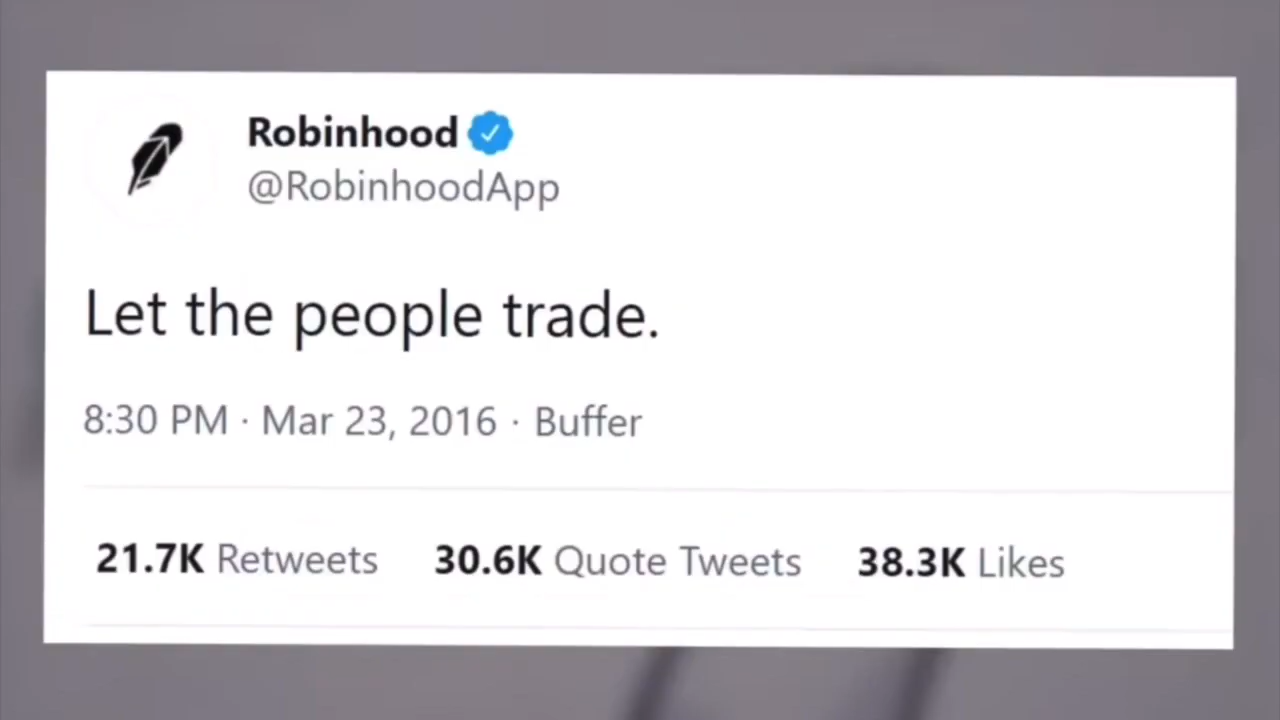 Robinhood
@RobinhoodApp
Let the people trade.
8:30 PM · Mar 23, 2016 · Buffer
21.7K Retweets 30.6K Quote Tweets 38.3K Likes